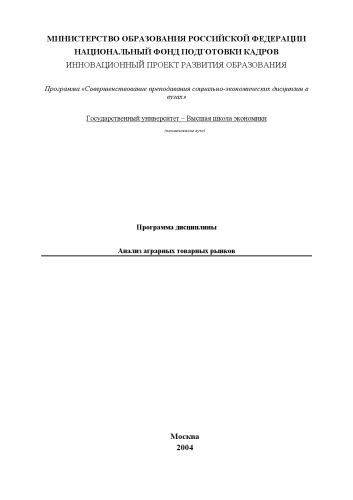 МИНИСТЕРСТВО ОБРАЗОВАНИЯ РОССИЙСКОЙ ФЕДЕРАЦИИ
НАЦИОНАЛЬНЫЙ ФОНД ПОДГОТОВКИ КАДРОВ
ИННОВАЦИОННЫЙ ПРОЕКТ РАЗВИТИЯ ОБРАЗОВАНИЯ
Программа «Совершенствование преподавания социально-экономических дисциплин в
вузах»
Государственный университет – Высшая школа экономики
(наименование вуза)
Программа дисциплины
Анализ аграрных товарных рынков
Москва
2004